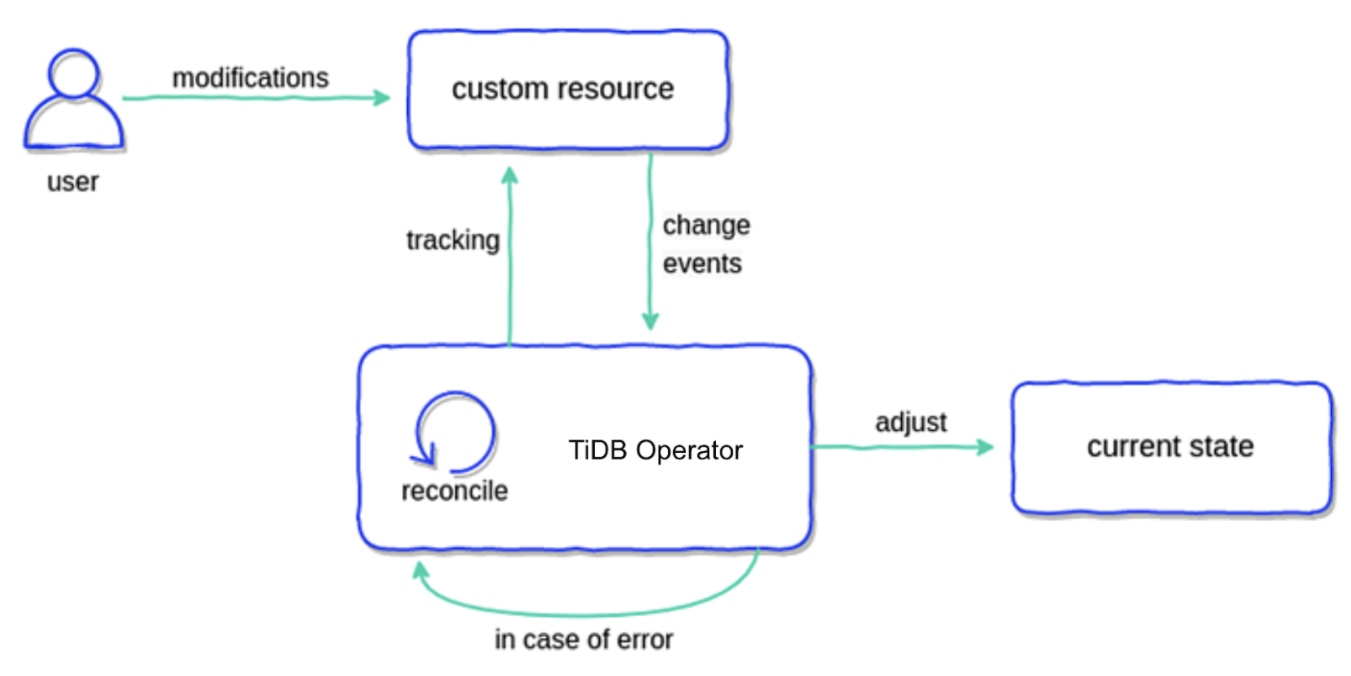 modifications
custom resource
user
tracking
change
events
TiDB Operator
reconcile
adjust
current state
in case of error